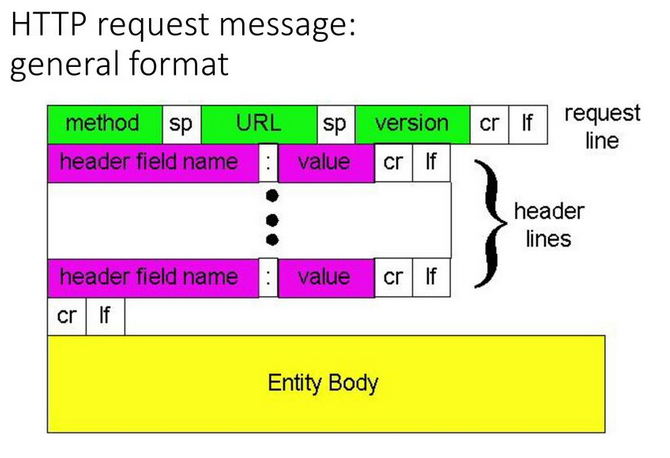 HTTP request message:
general format
method sp URL sp version cr lf request line
header field name : value cr lf
header lines
header field name : value cr lf
cr lf
Entity Body